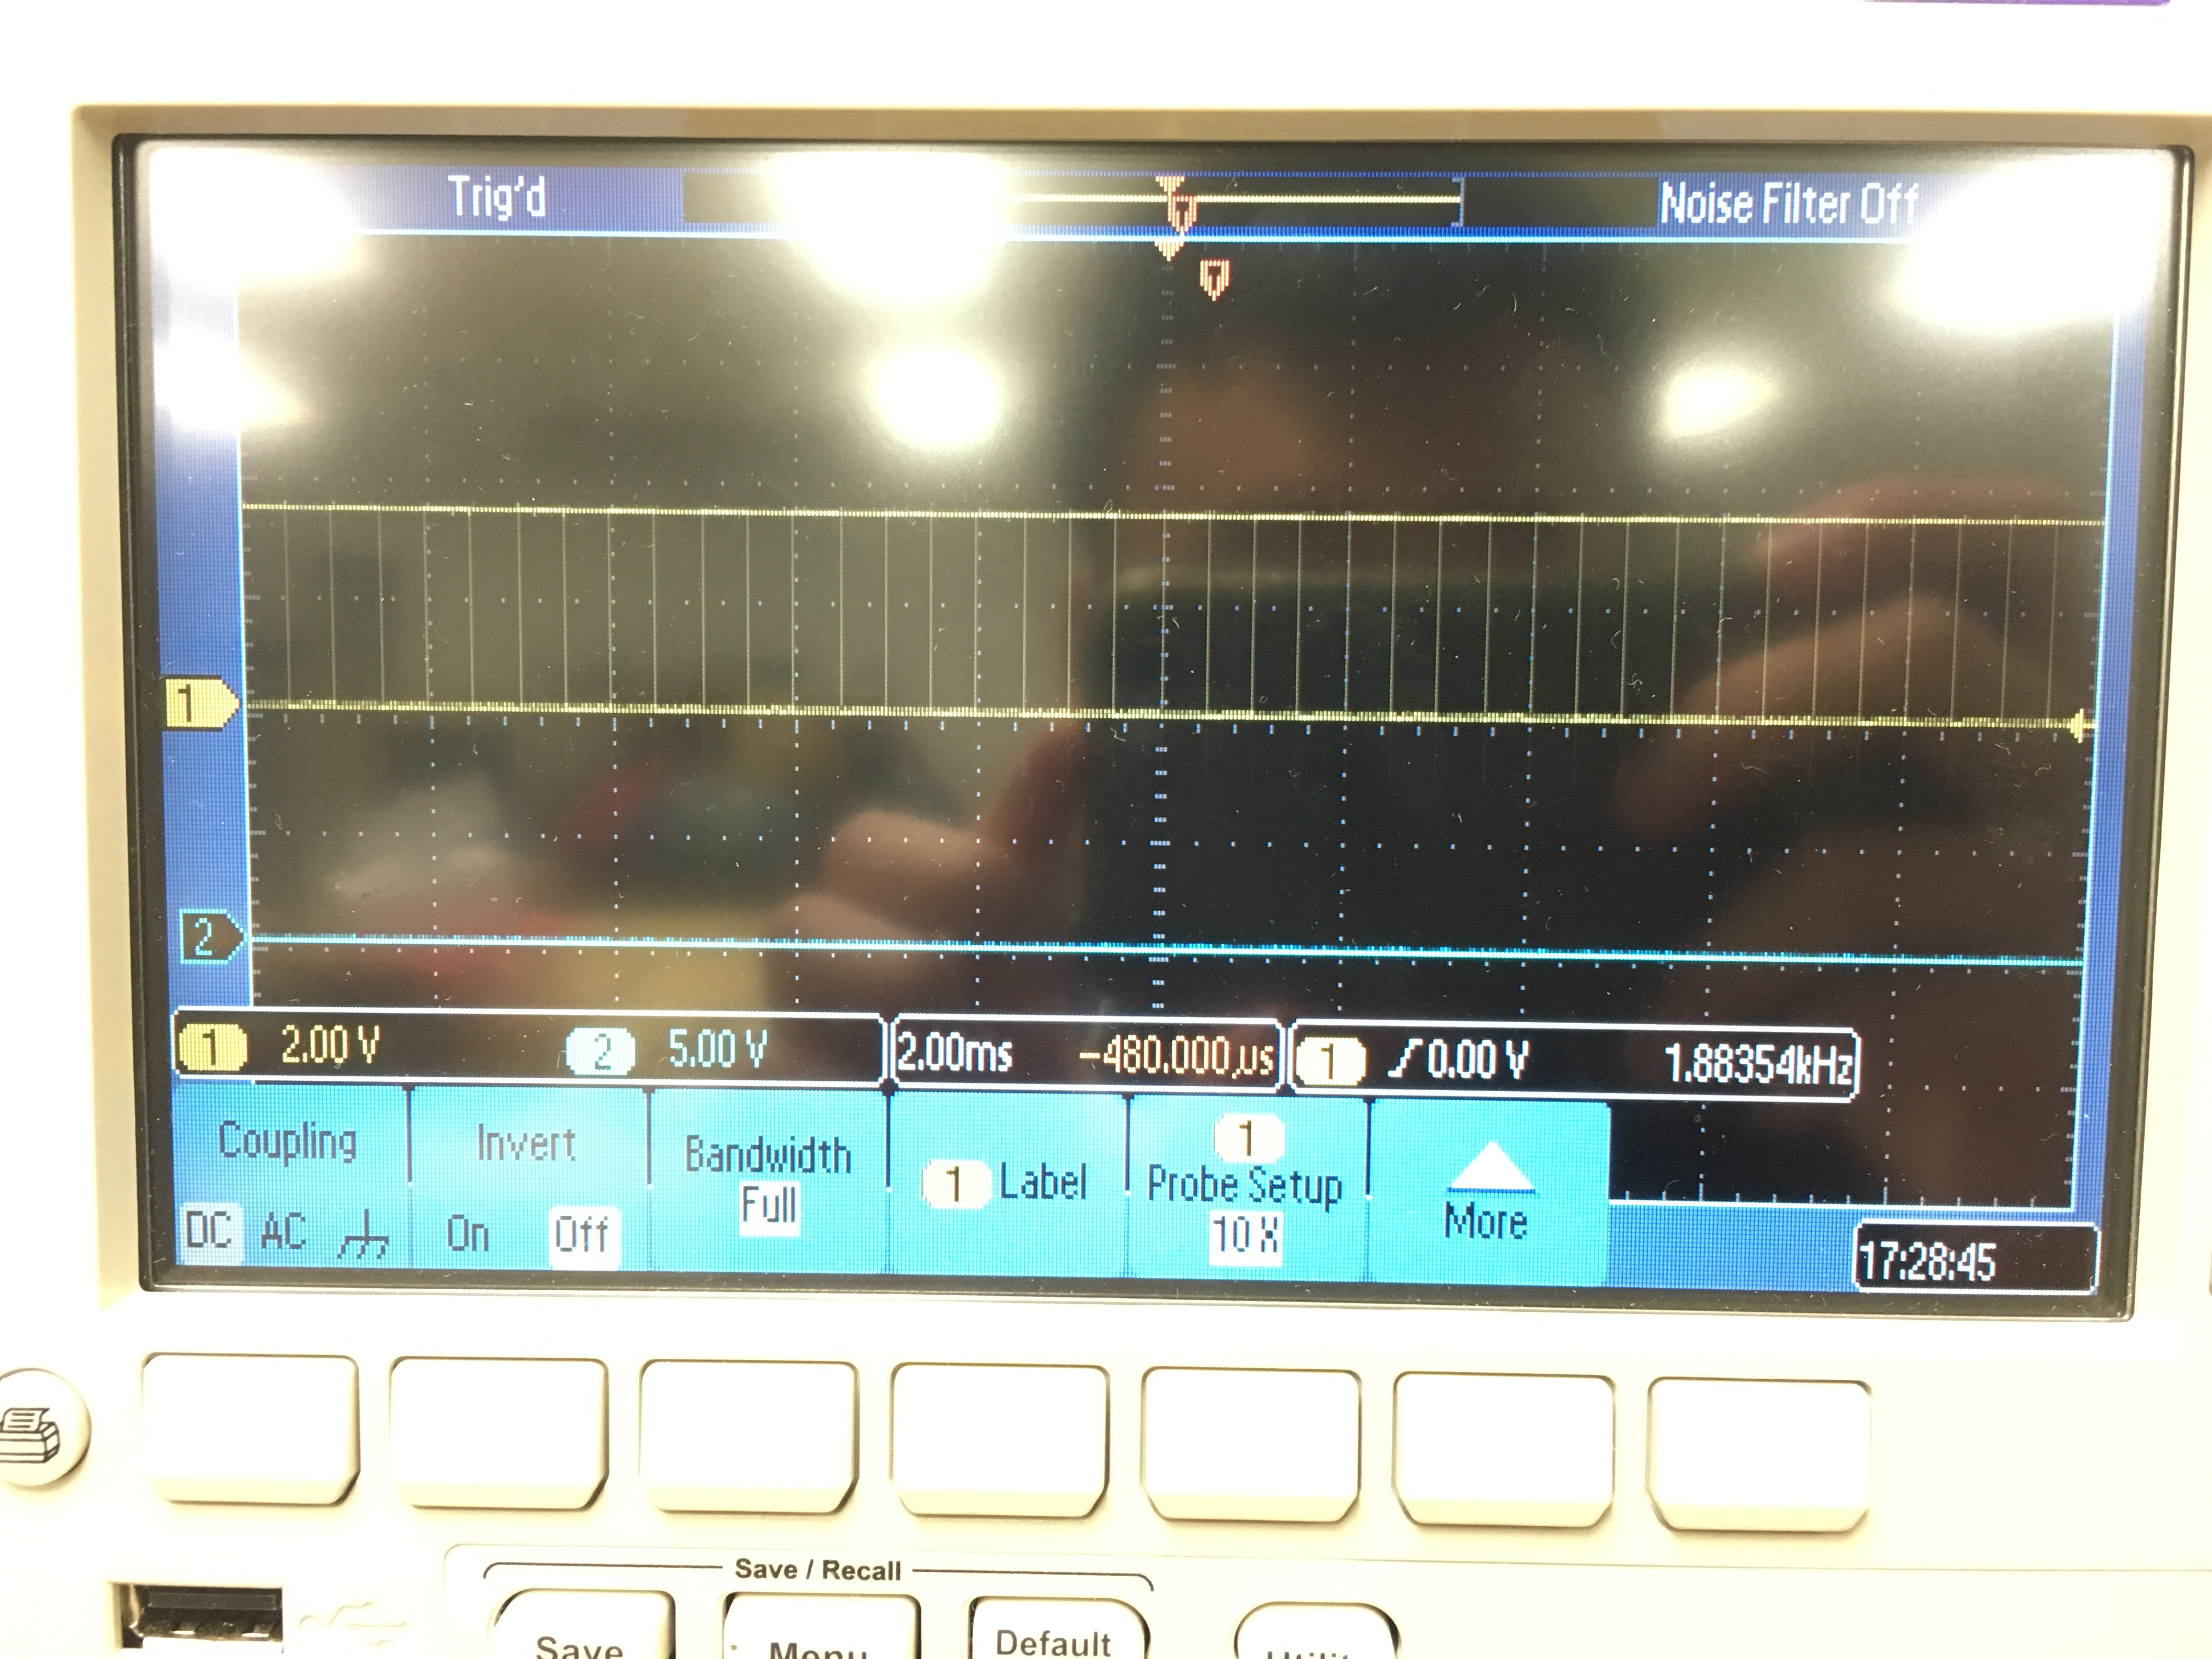 Trig'd Noise Filter Off
T
T
1
2
1 2.00 V 2 5.00 V 2.00ms -480.000µs 1 0.00 V 1.88354kHz
Coupling Invert Bandwidth 1 Label 1 Probe Setup More
DC AC On Off Full 10 X
17:28:45
Save / Recall
Save Menu Default